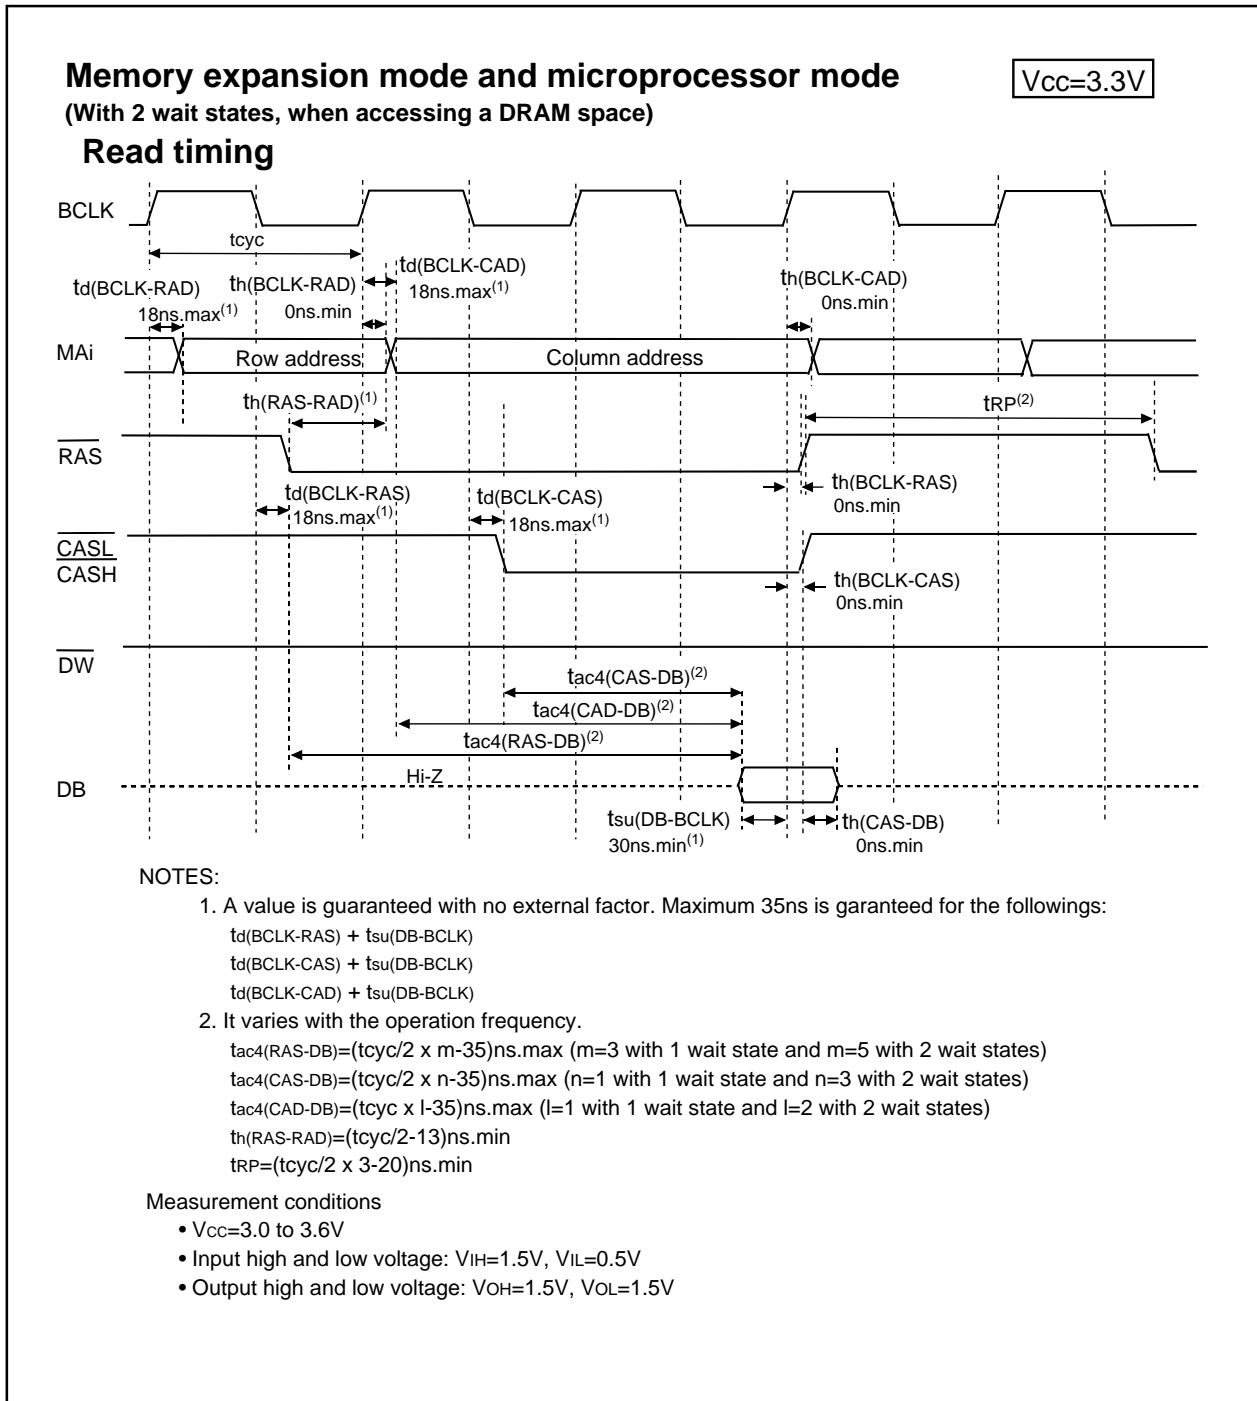 Memory expansion mode and microprocessor mode
Vcc=3.3V
(With 2 wait states, when accessing a DRAM space)
Read timing
BCLK
tcyc
td(BCLK-RAD)
18ns.max(1)
th(BCLK-RAD)
0ns.min
td(BCLK-CAD)
18ns.max(1)
th(BCLK-CAD)
0ns.min
MAi
Row address
Column address
th(RAS-RAD)(1)
tRP(2)
RAS
td(BCLK-RAS)
18ns.max(1)
td(BCLK-CAS)
18ns.max(1)
th(BCLK-RAS)
0ns.min
CASL
CASH
th(BCLK-CAS)
0ns.min
DW
tac4(CAS-DB)(2)
tac4(CAD-DB)(2)
tac4(RAS-DB)(2)
Hi-Z
DB
tsu(DB-BCLK)
30ns.min(1)
th(CAS-DB)
0ns.min
NOTES:
1. A value is guaranteed with no external factor. Maximum 35ns is garanteed for the followings:
td(BCLK-RAS) + tsu(DB-BCLK)
td(BCLK-CAS) + tsu(DB-BCLK)
td(BCLK-CAD) + tsu(DB-BCLK)
2. It varies with the operation frequency.
tac4(RAS-DB)=(tcyc/2 x m-35)ns.max (m=3 with 1 wait state and m=5 with 2 wait states)
tac4(CAS-DB)=(tcyc/2 x n-35)ns.max (n=1 with 1 wait state and n=3 with 2 wait states)
tac4(CAD-DB)=(tcyc x l-35)ns.max (l=1 with 1 wait state and l=2 with 2 wait states)
th(RAS-RAD)=(tcyc/2-13)ns.min
tRP=(tcyc/2 x 3-20)ns.min
Measurement conditions
• VCC=3.0 to 3.6V
• Input high and low voltage: VIH=1.5V, VIL=0.5V
• Output high and low voltage: VOH=1.5V, VOL=1.5V